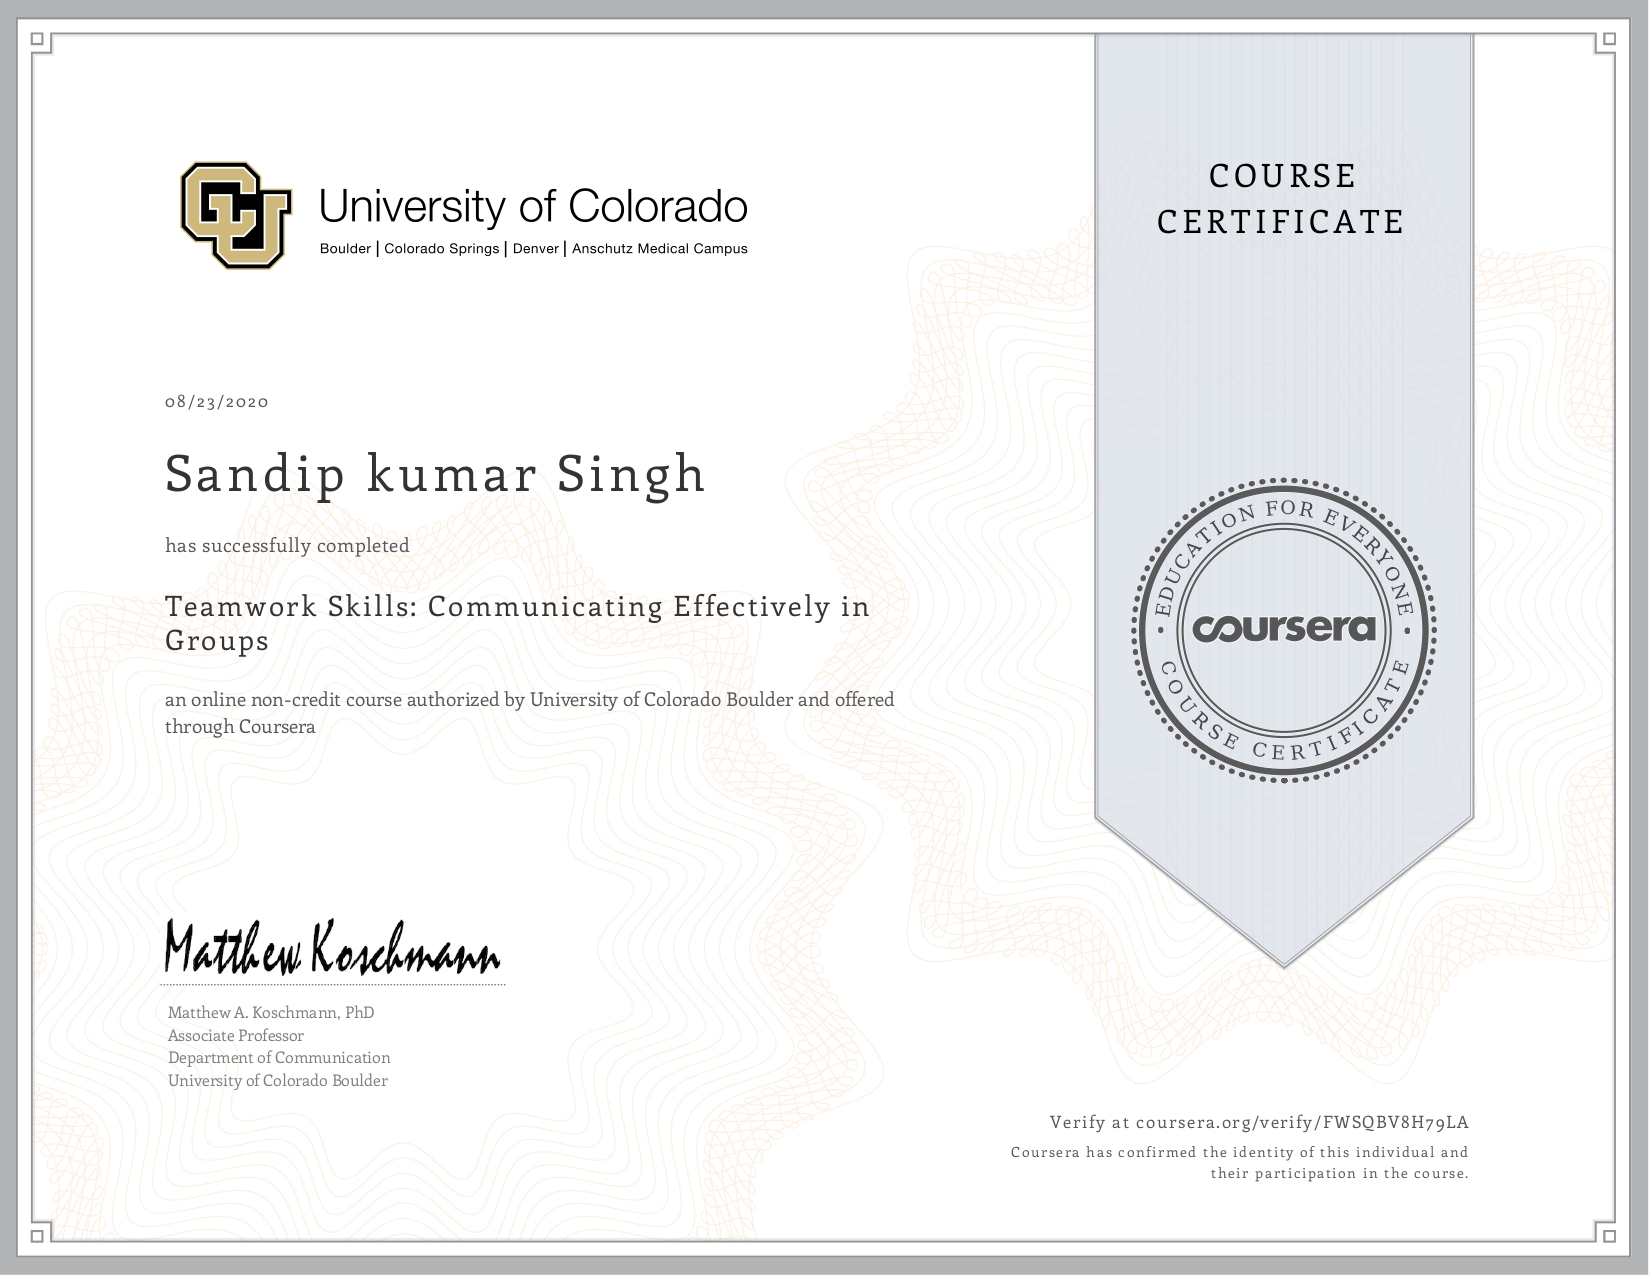 CU
University of Colorado
Boulder | Colorado Springs | Denver | Anschutz Medical Campus
COURSE
CERTIFICATE
08/23/2020
Sandip kumar Singh
has successfully completed
Teamwork Skills: Communicating Effectively in
Groups
an online non-credit course authorized by University of Colorado Boulder and offered
through Coursera
EDUCATION FOR EVERYONE
coursera
COURSE CERTIFICATE
Matthew Koschmann
Matthew A. Koschmann, PhD
Associate Professor
Department of Communication
University of Colorado Boulder
Verify at coursera.org/verify/FWSQBV8H79LA
Coursera has confirmed the identity of this individual and
their participation in the course.